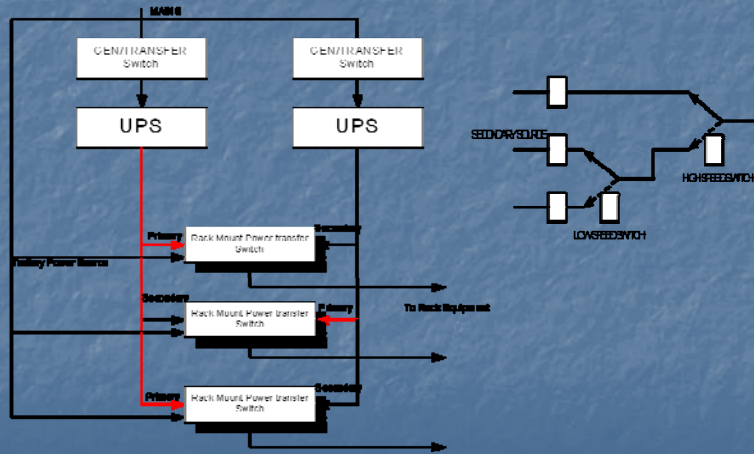 MAINS
GEN/TRANSFER
Switch
GEN/TRANSFER
Switch
UPS
UPS
SECONDARY SOURCE
HIGH SPEED SWITCH
LOW SPEED SWITCH
Primary
Rack Mount Power transfer
Switch
Secondary
Tertiary Power Source
Secondary
Rack Mount Power transfer
Switch
Primary
To Rack Equipment
Primary
Rack Mount Power transfer
Switch
Secondary